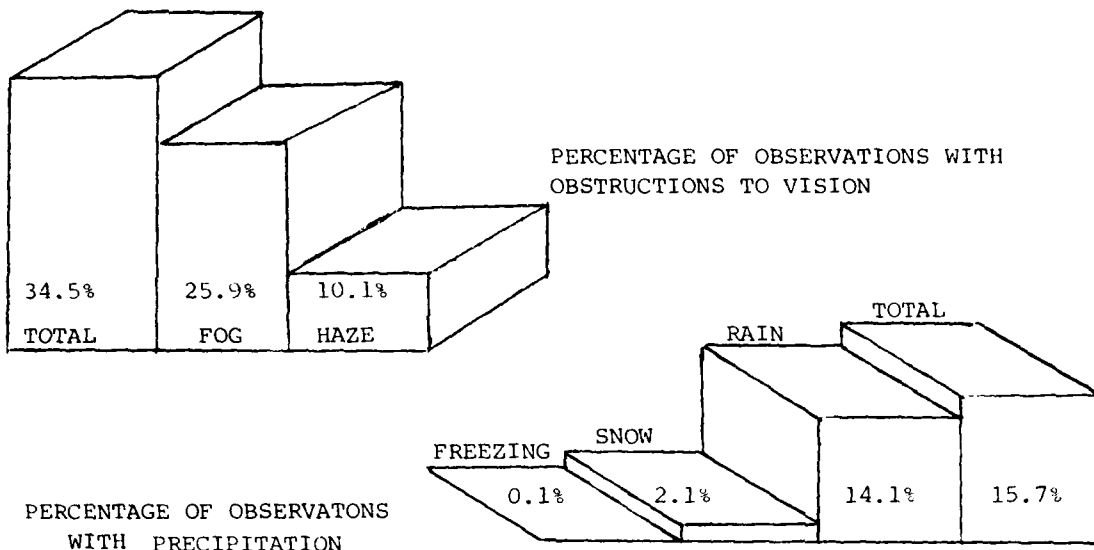 PERCENTAGE OF OBSERVATIONS WITH
OBSTRUCTIONS TO VISION
34.5% 25.9% 10.1%
TOTAL FOG HAZE
TOTAL
RAIN
SNOW
FREEZING
0.1% 2.1% 14.1% 15.7%
PERCENTAGE OF OBSERVATONS
WITH PRECIPITATION